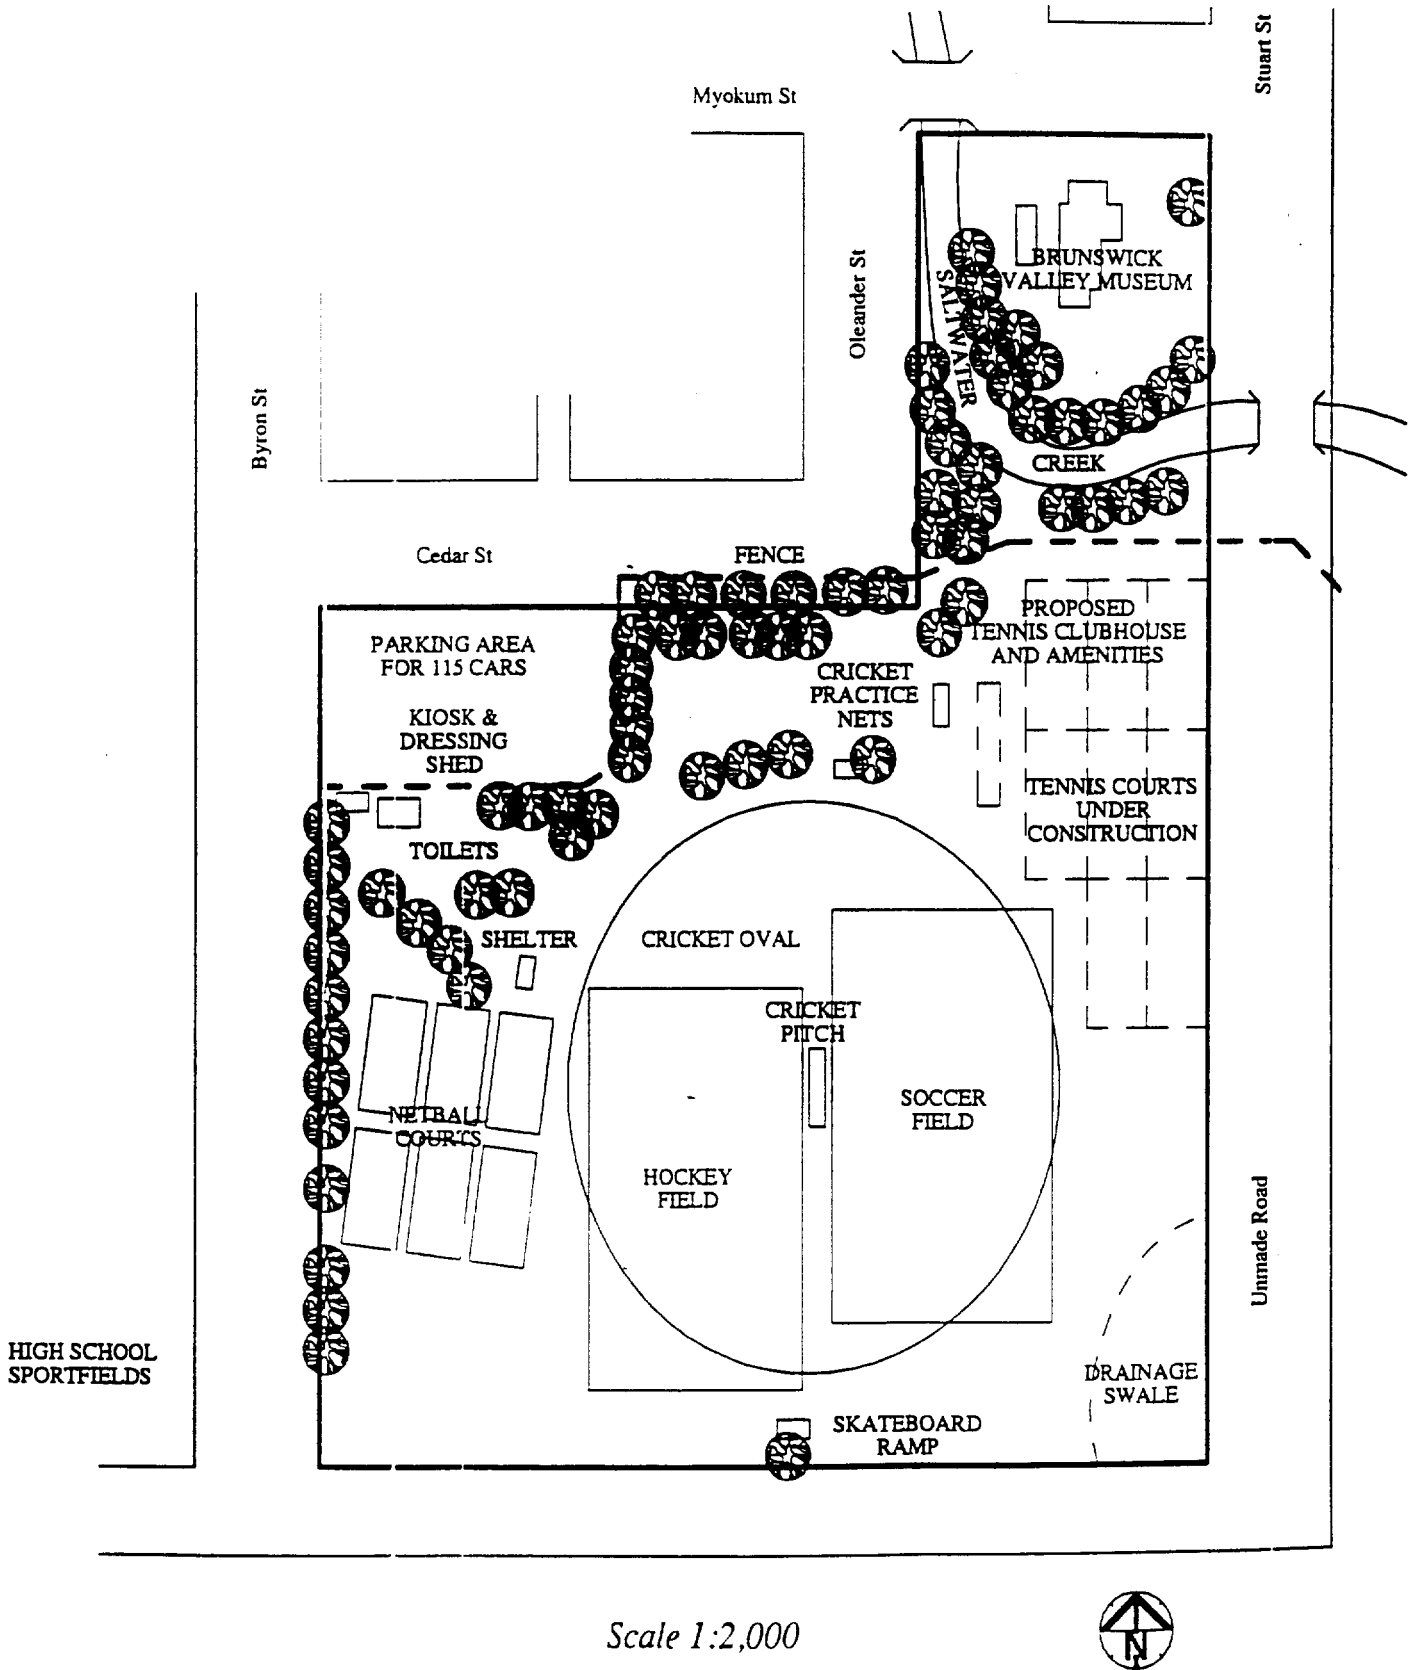 Stuart St
Myokum St
Oleander St
BRUNSWICK
VALLEY MUSEUM
SALTWATER
CREEK
Byron St
Cedar St
FENCE
PARKING AREA
FOR 115 CARS
KIOSK &
DRESSING
SHED
TOILETS
PROPOSED
TENNIS CLUBHOUSE
AND AMENITIES
CRICKET
PRACTICE
NETS
TENNIS COURTS
UNDER
CONSTRUCTION
SHELTER
CRICKET OVAL
CRICKET
PITCH
NETBALL
COURTS
SOCCER
FIELD
HOCKEY
FIELD
Unmade Road
HIGH SCHOOL
SPORTFIELDS
DRAINAGE
SWALE
SKATEBOARD
RAMP
Scale 1:2,000
N